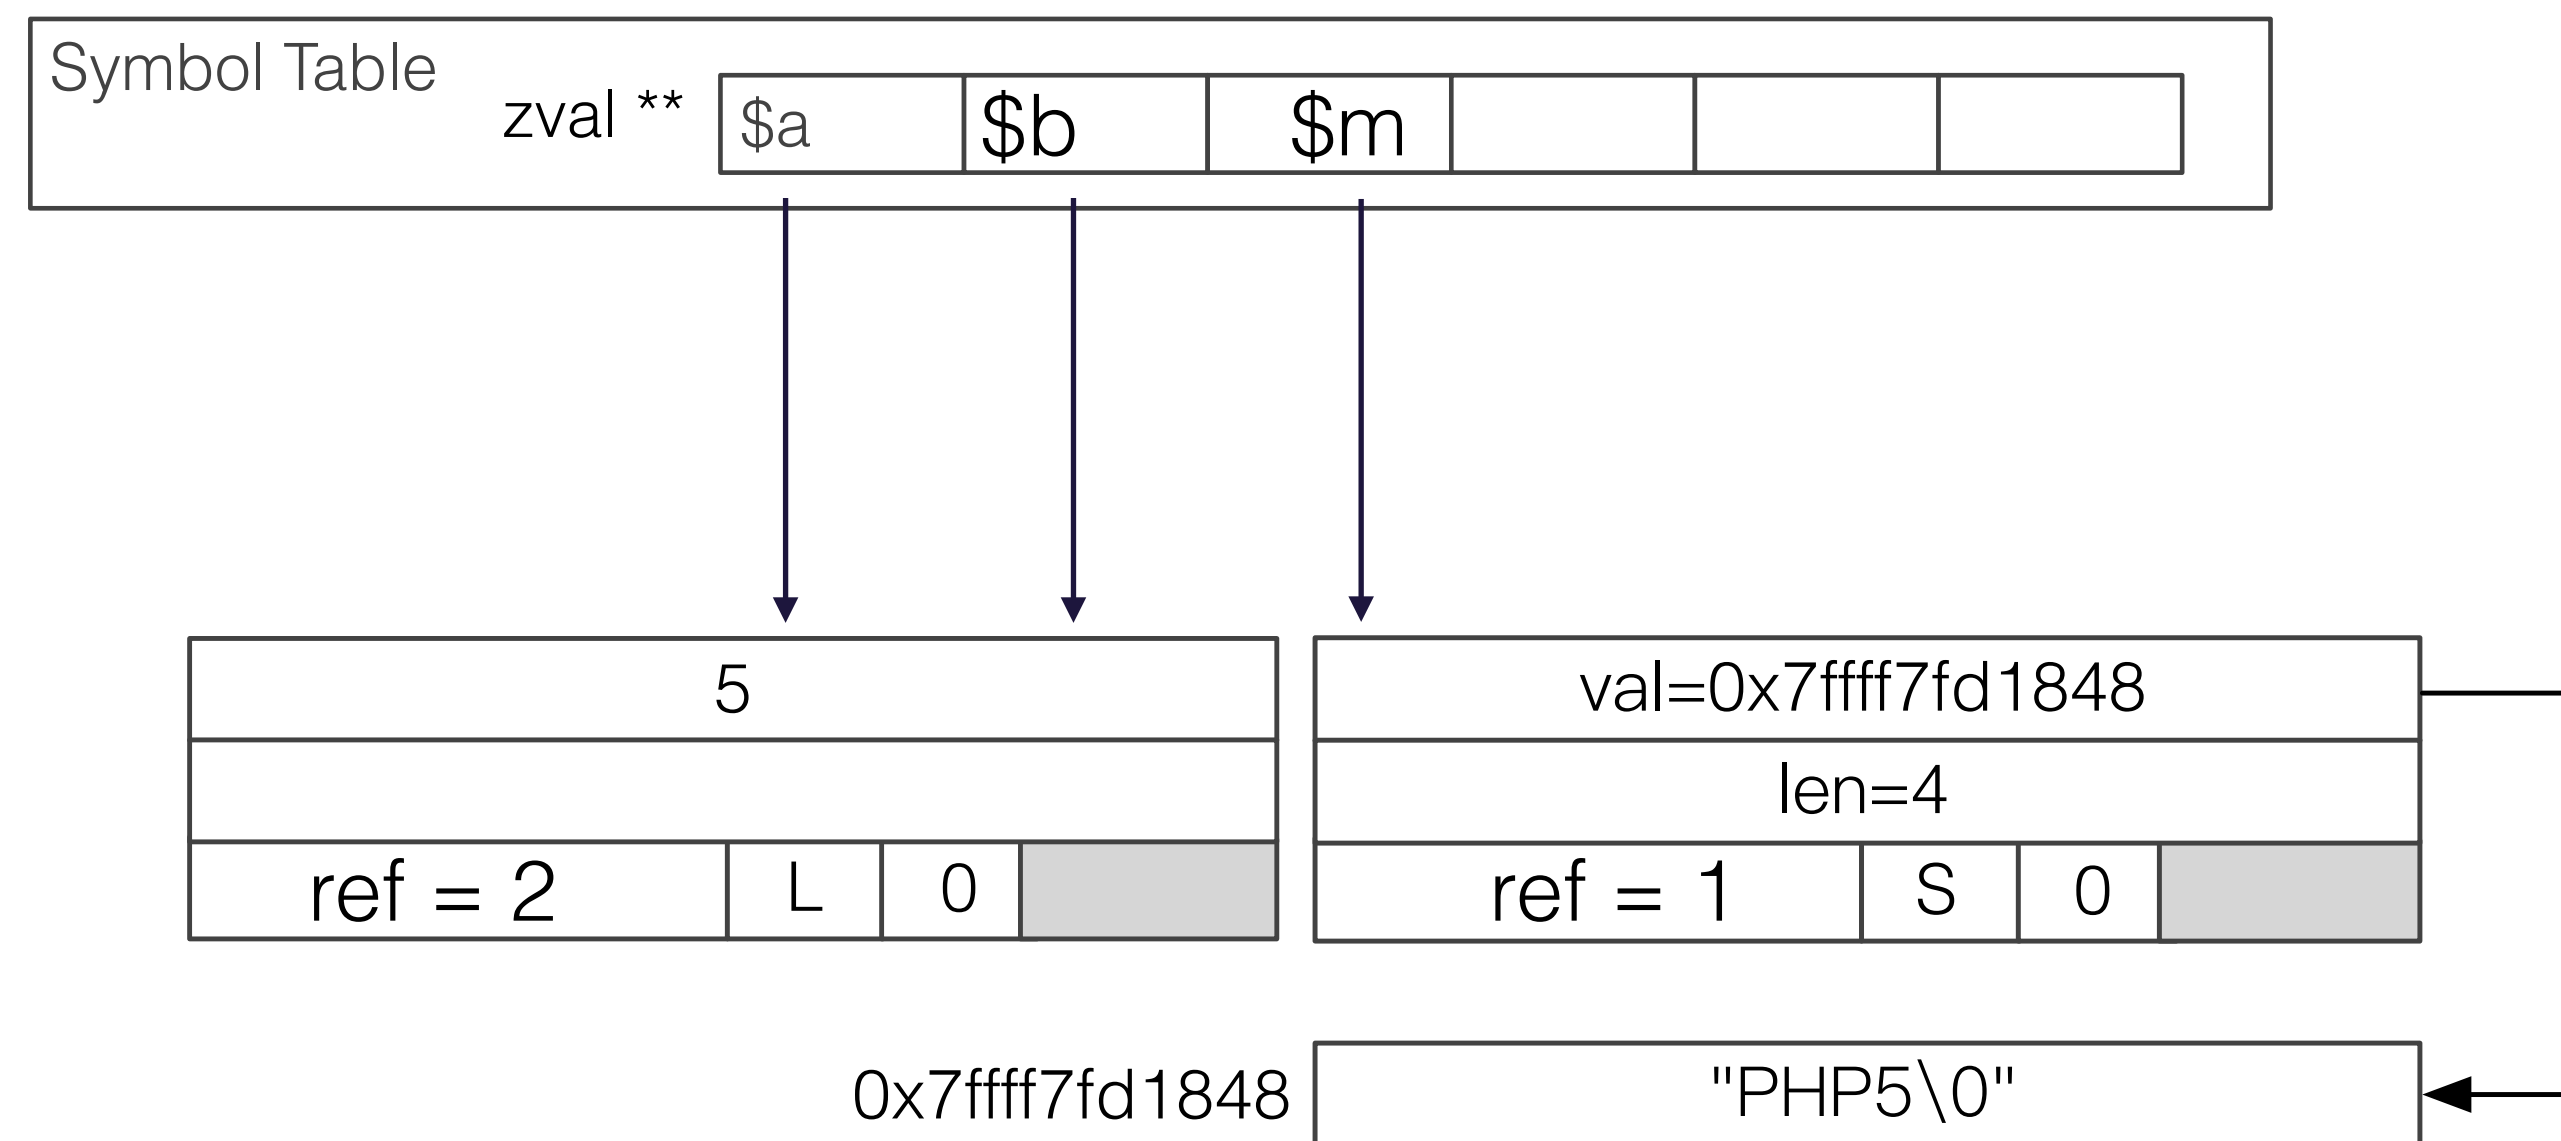 Symbol Table
zval ** $a $b $m
5
ref = 2 L 0
val=0x7ffff7fd1848
len=4
ref = 1 S 0
0x7ffff7fd1848 "PHP5\0"